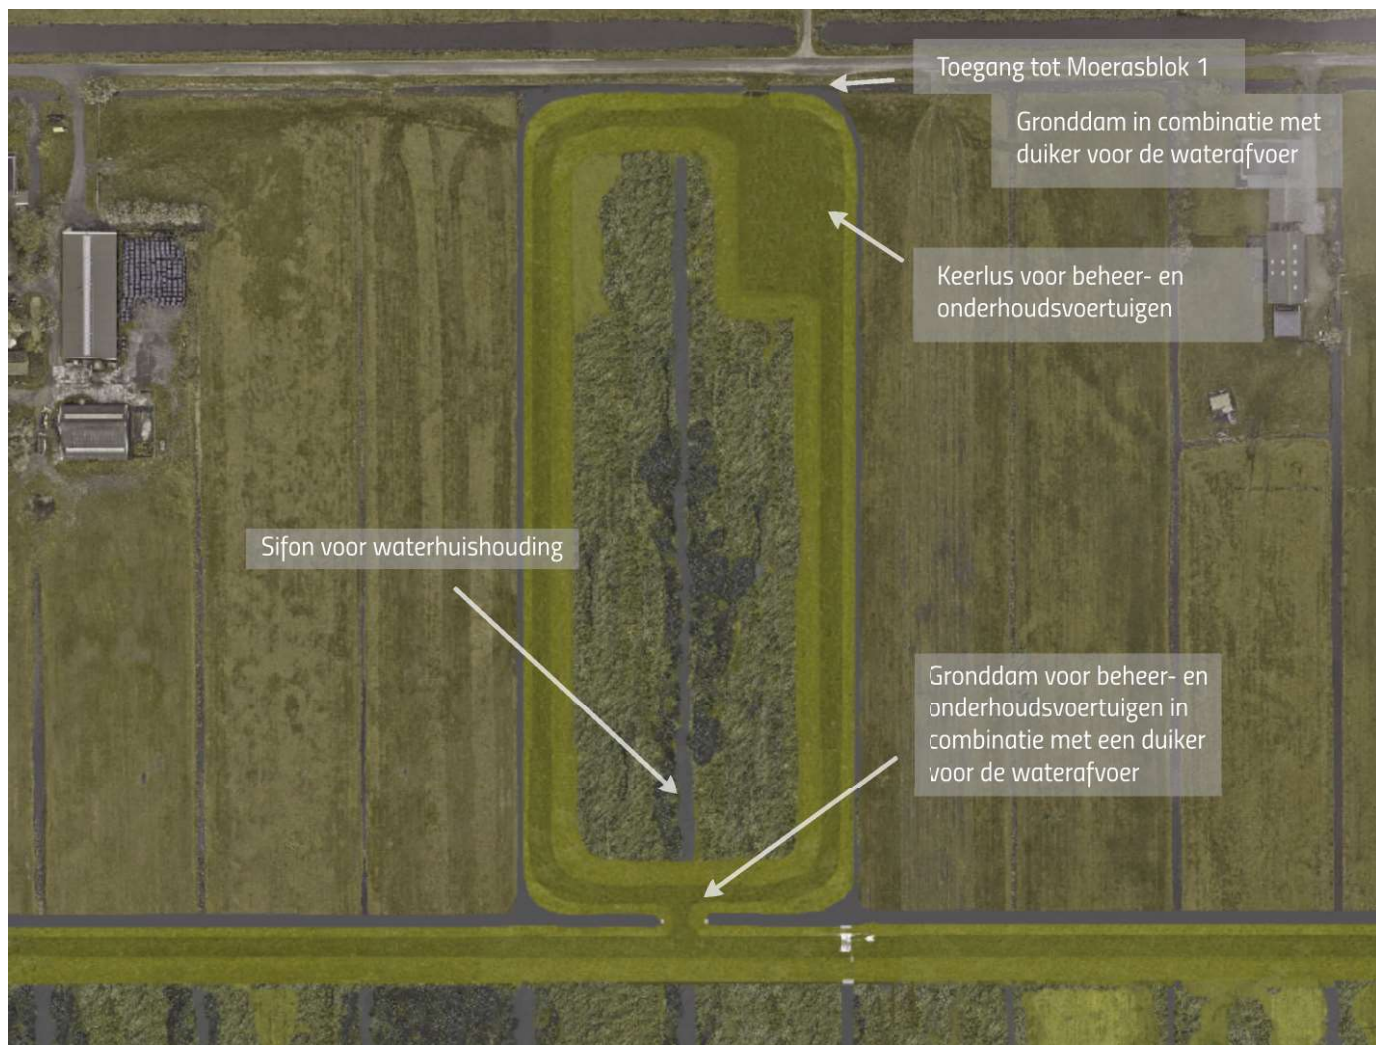 Toegang tot Moerasblok 1
Gronddam in combinatie met
duiker voor de waterafvoer
Keerlus voor beheer- en
onderhoudsvoertuigen
Sifon voor waterhuishouding
Gronddam voor beheer- en
onderhoudsvoertuigen in
combinatie met een duiker
voor de waterafvoer